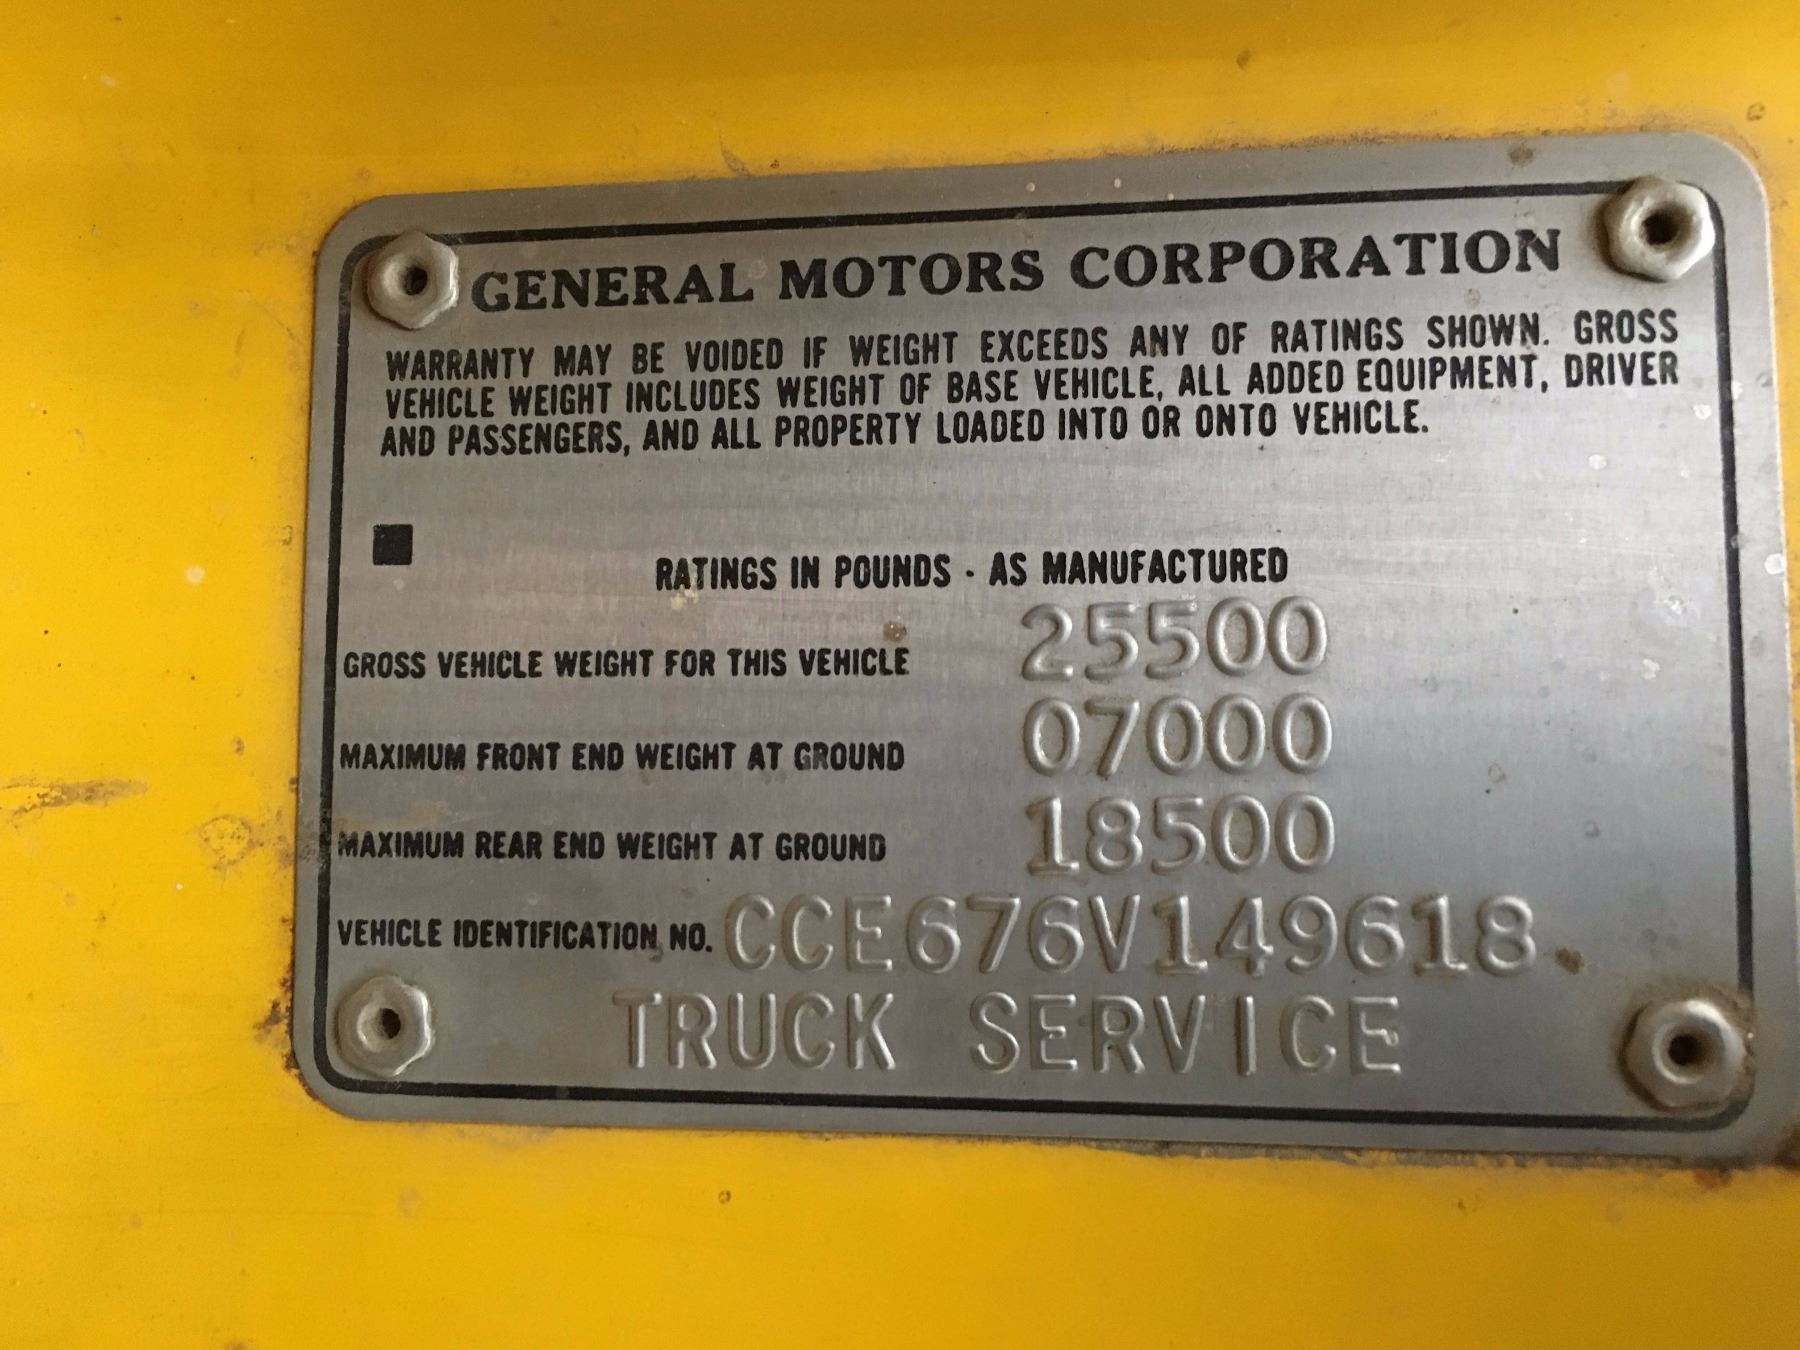 GENERAL MOTORS CORPORATION
WARRANTY MAY BE VOIDED IF WEIGHT EXCEEDS ANY OF RATINGS SHOWN. GROSS
VEHICLE WEIGHT INCLUDES WEIGHT OF BASE VEHICLE, ALL ADDED EQUIPMENT, DRIVER
AND PASSENGERS, AND ALL PROPERTY LOADED INTO OR ONTO VEHICLE.
RATINGS IN POUNDS - AS MANUFACTURED
GROSS VEHICLE WEIGHT FOR THIS VEHICLE 25500
MAXIMUM FRONT END WEIGHT AT GROUND 07000
MAXIMUM REAR END WEIGHT AT GROUND 18500
VEHICLE IDENTIFICATION NO. CCE676V149618
TRUCK SERVICE